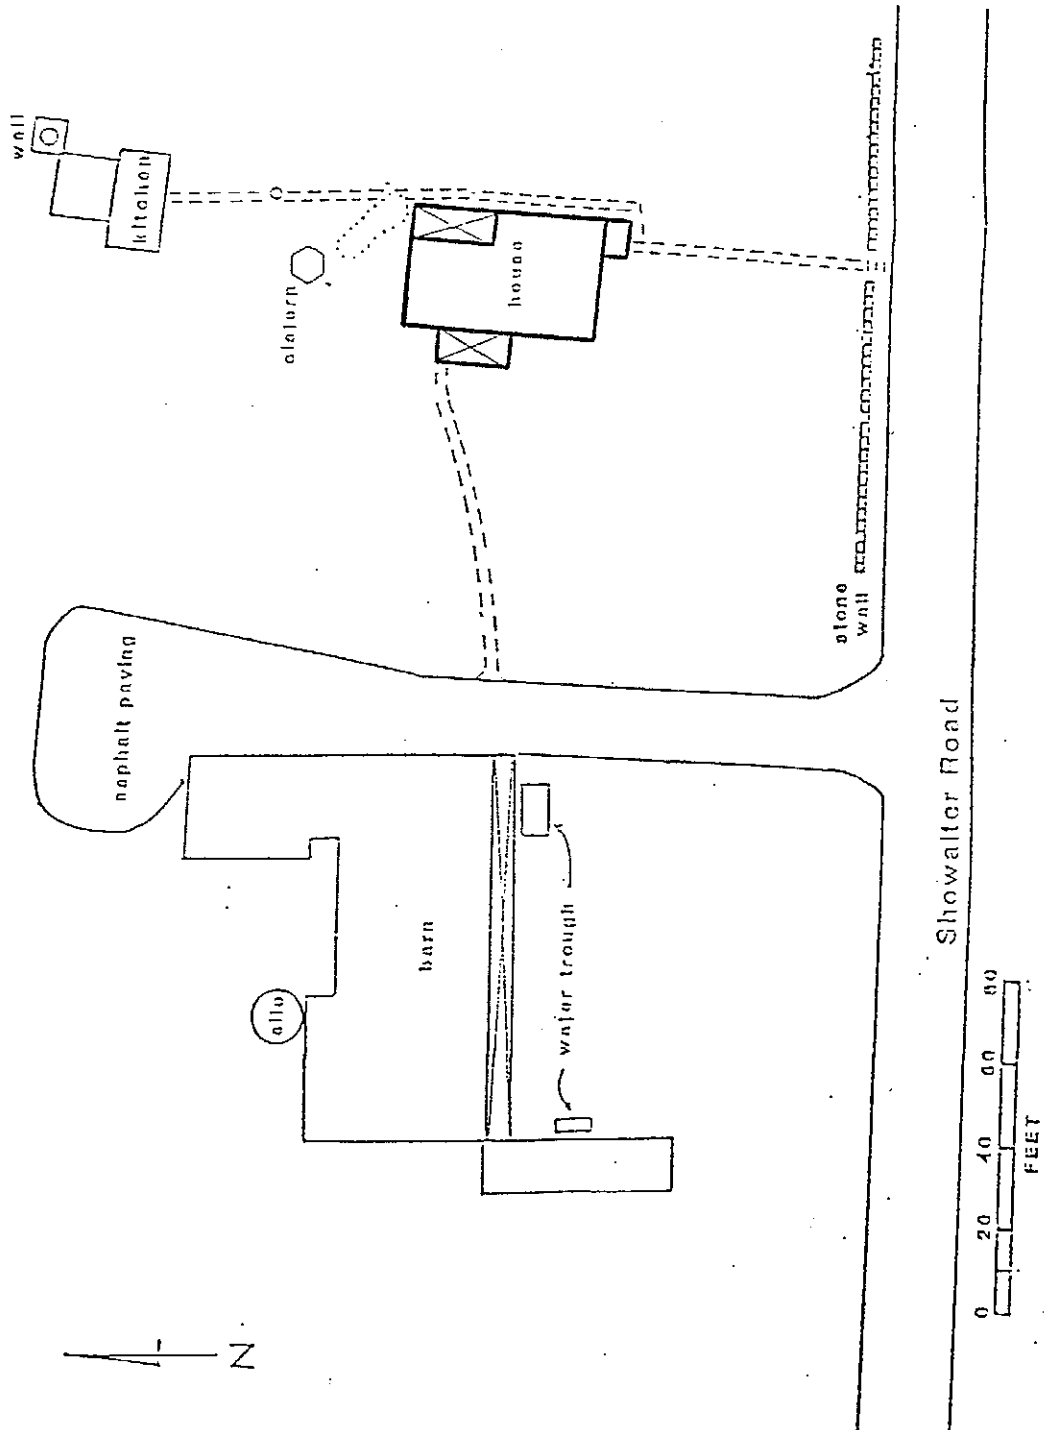 well
kitchen
cistern
house
asphalt paving
stone
wall
silo
barn
water trough
Showalter Road
0 20 40 60 80
FEET
N